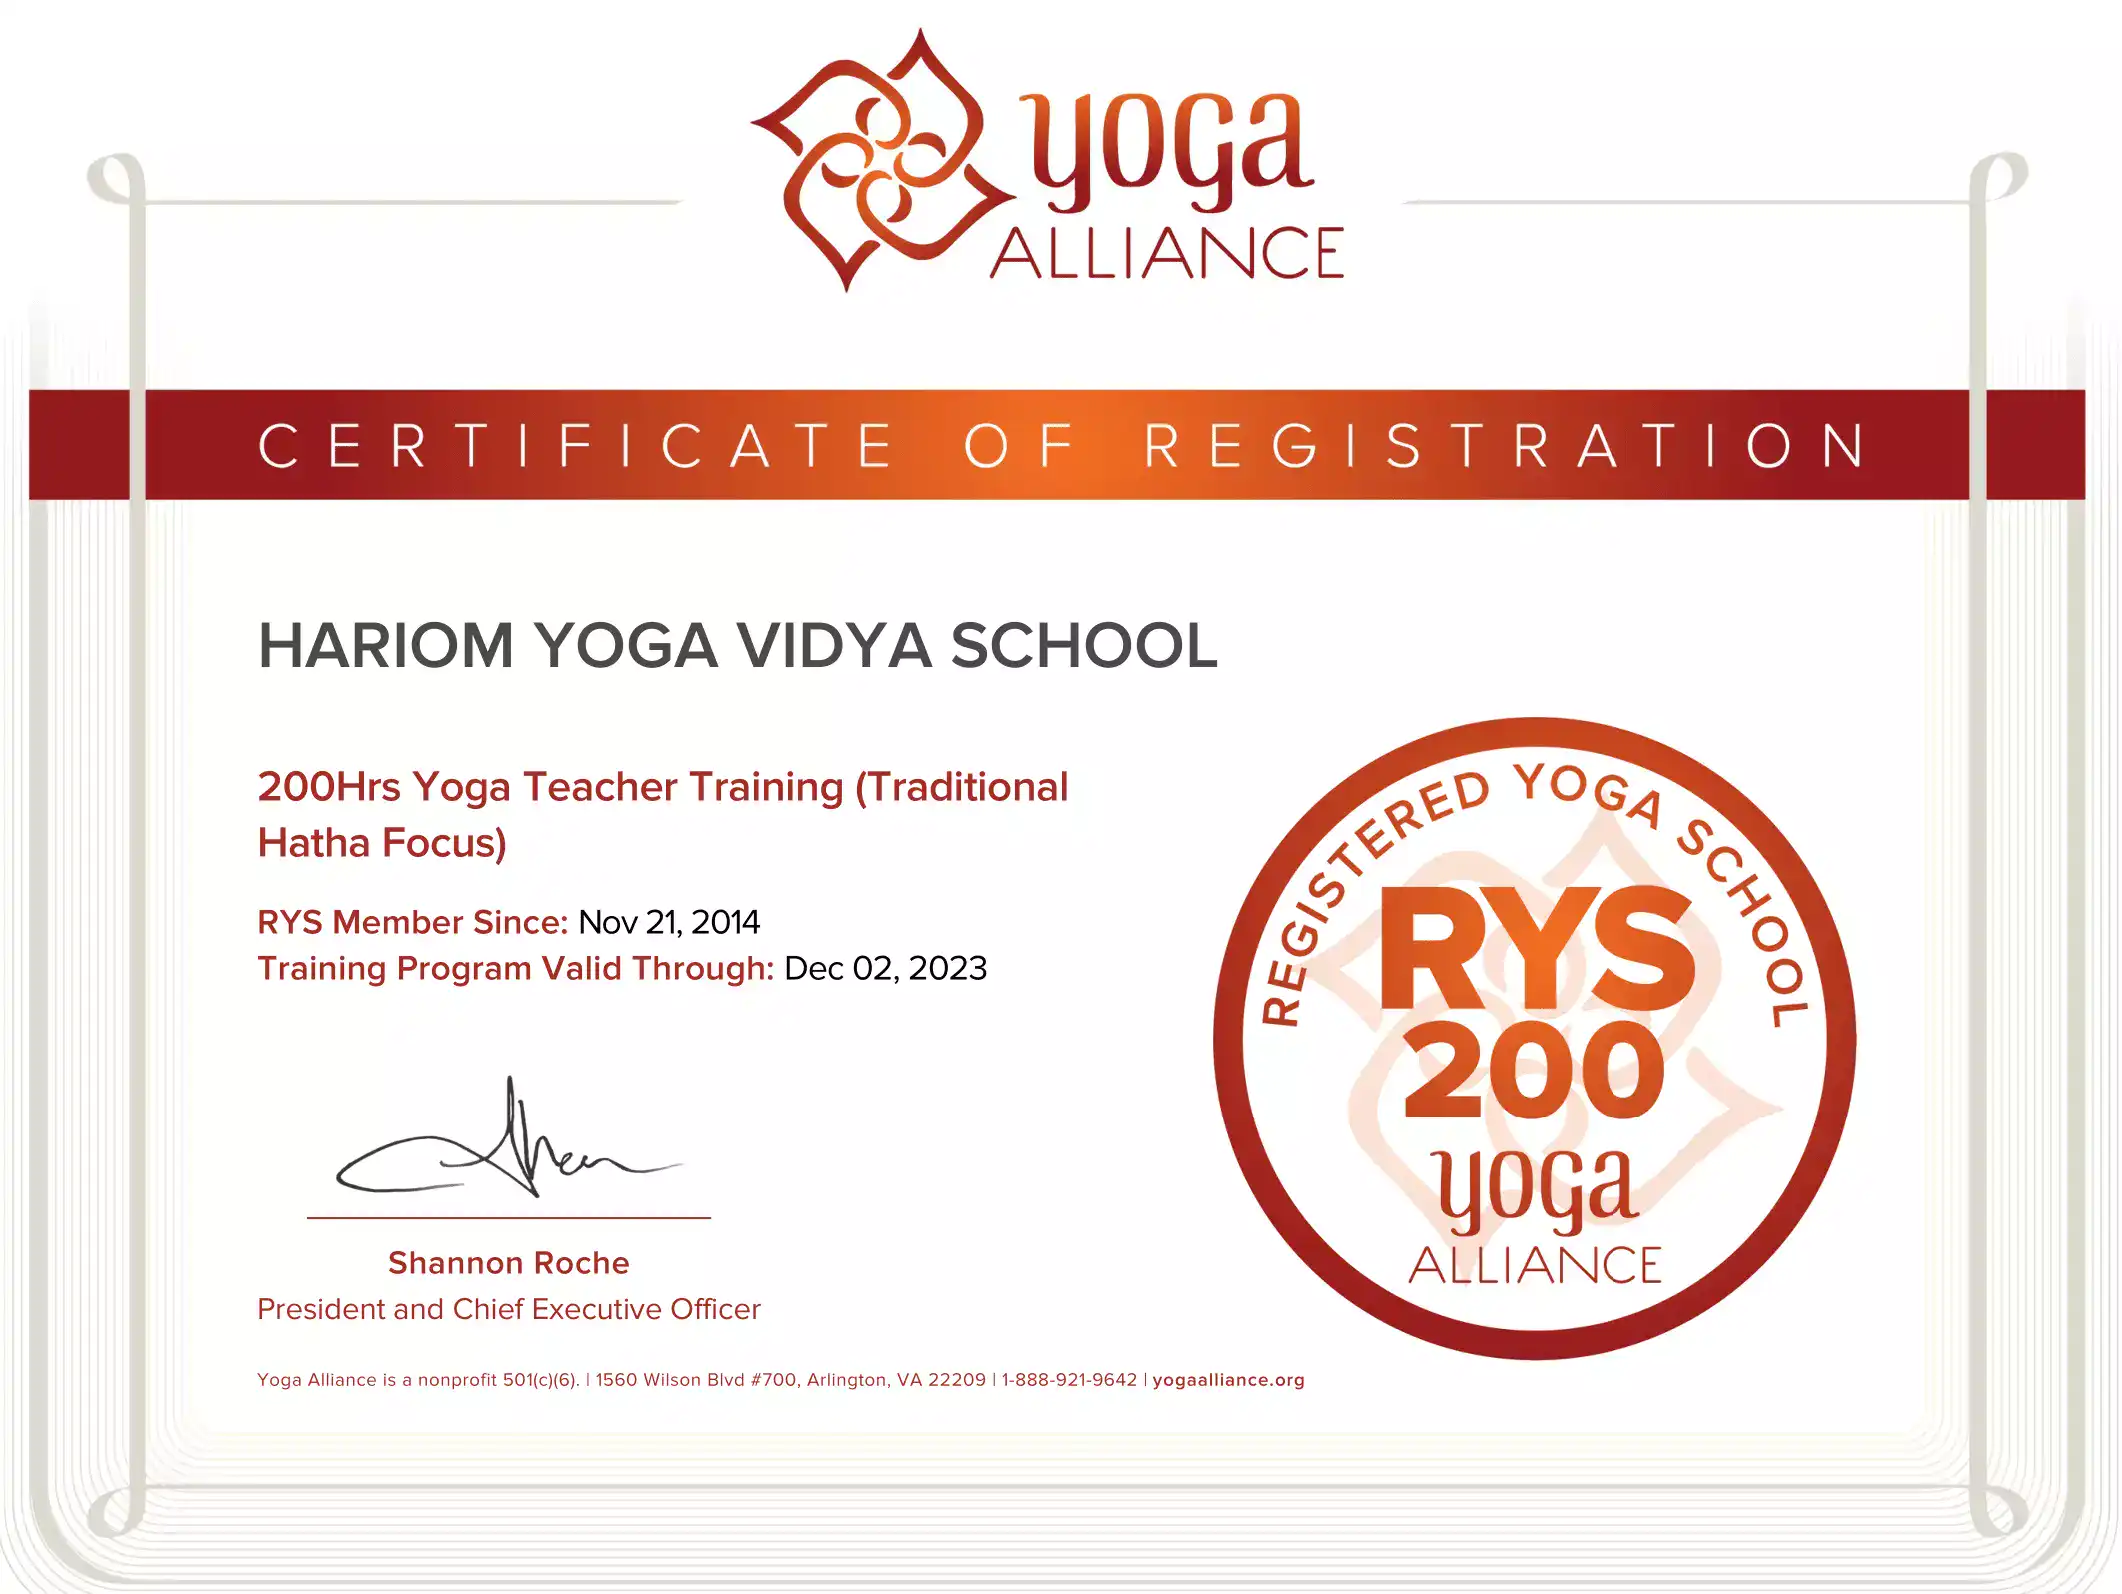 yoga
ALLIANCE
CERTIFICATE OF REGISTRATION
HARIOM YOGA VIDYA SCHOOL
200Hrs Yoga Teacher Training (Traditional
Hatha Focus)
RYS Member Since: Nov 21, 2014
Training Program Valid Through: Dec 02, 2023
Shannon Roche
President and Chief Executive Officer
Yoga Alliance is a nonprofit 501(c)(6). | 1560 Wilson Blvd #700, Arlington, VA 22209 | 1-888-921-9642 | yogaalliance.org
REGISTERED YOGA SCHOOL
RYS
200
yoga
ALLIANCE